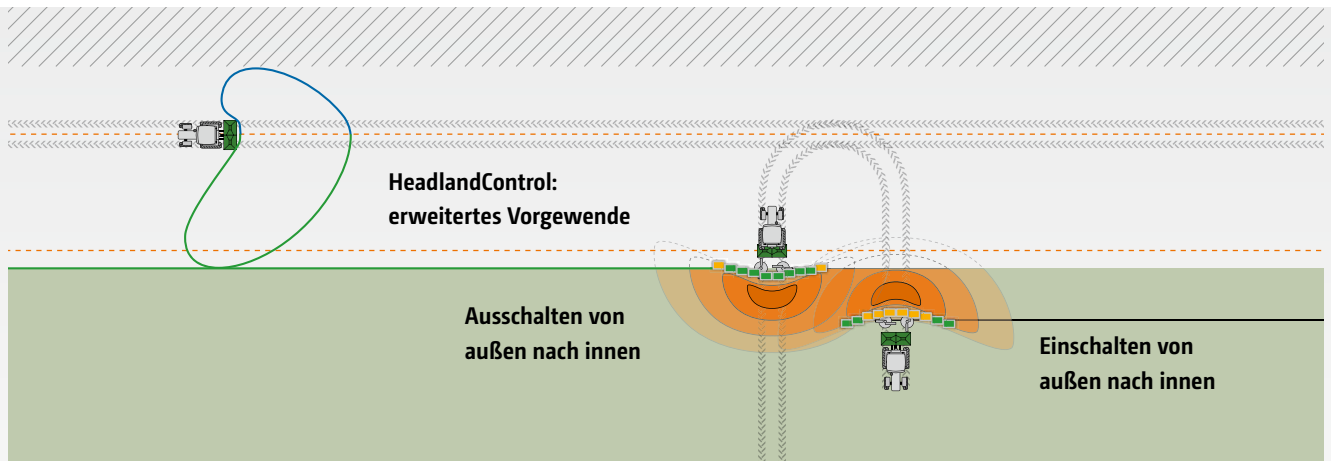 HeadlandControl:
erweitertes Vorgewende
Ausschalten von
außen nach innen
Einschalten von
außen nach innen